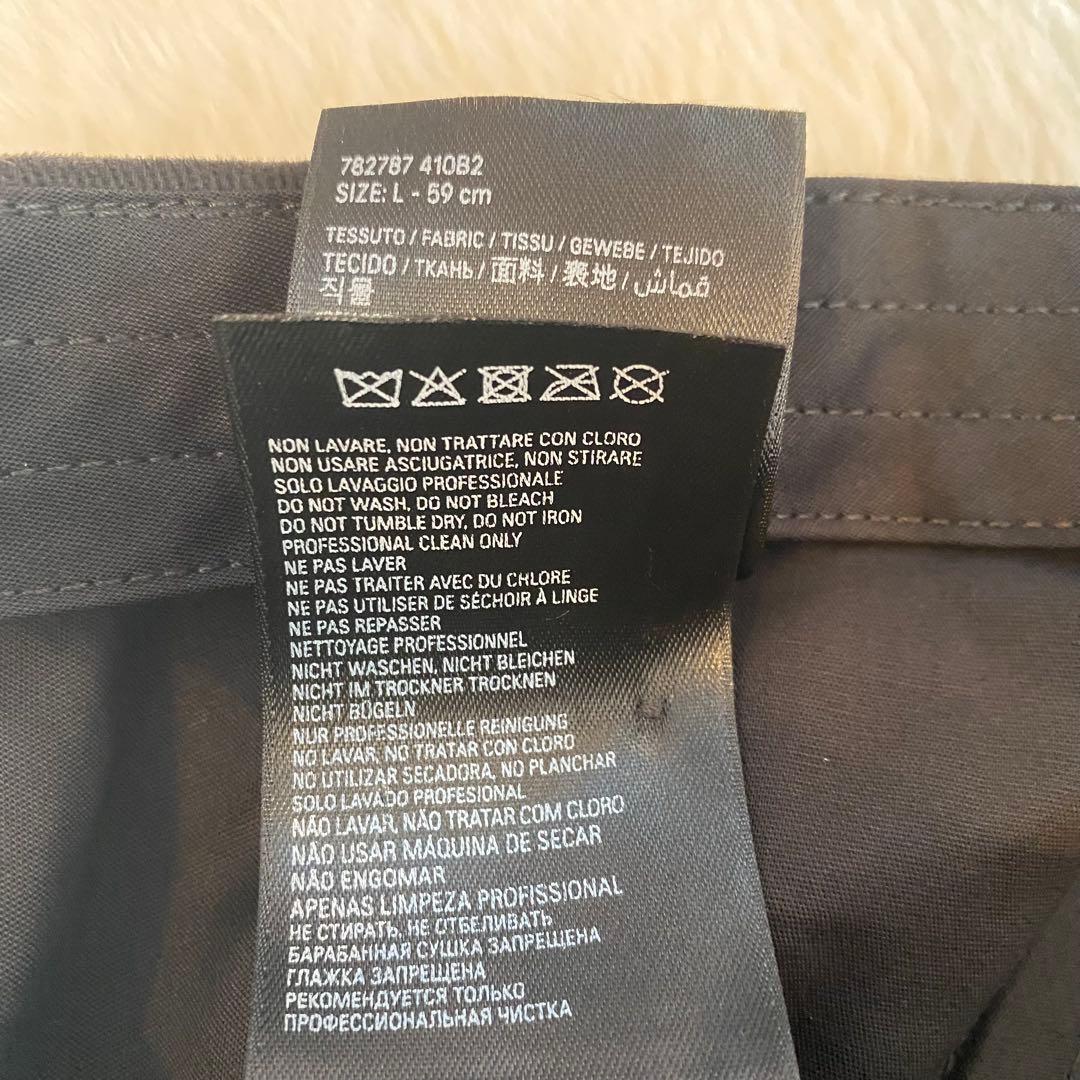 782787 410B2
SIZE: L - 59 cm
TESSUTO / FABRIC / TISSU / GEWEBE / TEJIDO
TECIDO / ТКАНЬ / 面料 / 表地 / قماش
직물
NON LAVARE, NON TRATTARE CON CLORO
NON USARE ASCIUGATRICE, NON STIRARE
SOLO LAVAGGIO PROFESSIONALE
DO NOT WASH, DO NOT BLEACH
DO NOT TUMBLE DRY, DO NOT IRON
PROFESSIONAL CLEAN ONLY
NE PAS LAVER
NE PAS TRAITER AVEC DU CHLORE
NE PAS UTILISER DE SÉCHOIR À LINGE
NE PAS REPASSER
NETTOYAGE PROFESSIONNEL
NICHT WASCHEN, NICHT BLEICHEN
NICHT IM TROCKNER TROCKNEN
NICHT BÜGELN
NUR PROFESSIONELLE REINIGUNG
NO LAVAR, NO TRATAR CON CLORO
NO UTILIZAR SECADORA, NO PLANCHAR
SOLO LAVADO PROFESIONAL
NÃO LAVAR, NÃO TRATAR COM CLORO
NÃO USAR MÁQUINA DE SECAR
NÃO ENGOMAR
APENAS LIMPEZA PROFISSIONAL
НЕ СТИРАТЬ, НЕ ОТБЕЛИВАТЬ
БАРАБАННАЯ СУШКА ЗАПРЕЩЕНА
ГЛАЖКА ЗАПРЕЩЕНА
РЕКОМЕНДУЕТСЯ ТОЛЬКО
ПРОФЕССИОНАЛЬНАЯ ЧИСТКА